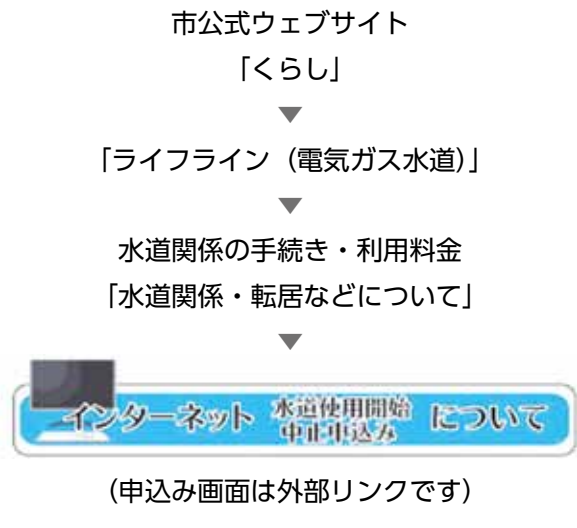 市公式ウェブサイト
「くらし」
▼
「ライフライン（電気ガス水道）」
▼
水道関係の手続き・利用料金
「水道関係・転居などについて」
▼
インターネット 水道使用開始 中止申込み について
（申込み画面は外部リンクです）